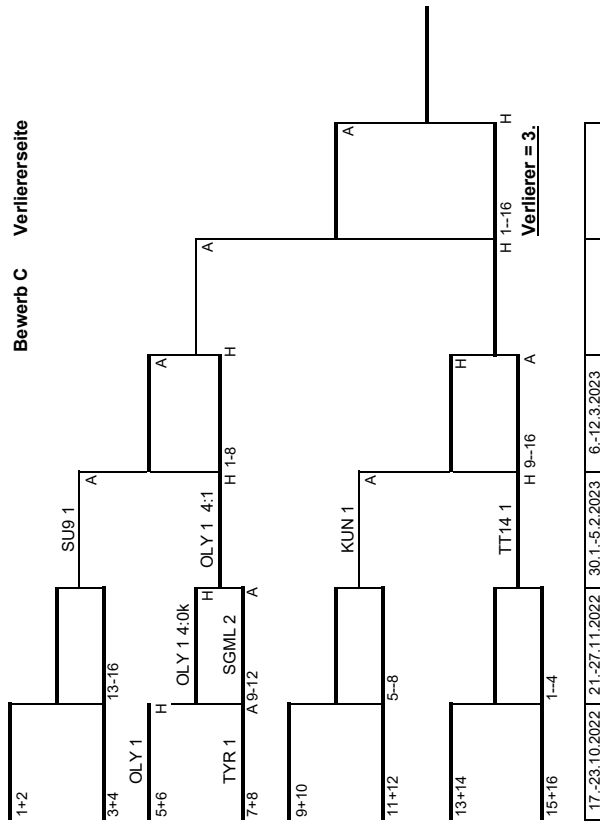 Bewerb C    Verliererseite
1+2
3+4
13-16
SU9 1
A
OLY 1
5+6
H
OLY 1 4:0k
H
OLY 1  4:1
H 1-8
A
H
TYR 1
7+8
A 9-12
SGML 2
A
A
9+10
11+12
5--8
KUN 1
A
H
13+14
15+16
1--4
TT14 1
H 9--16
A
H 1--16
A
H
Verlierer = 3.
17.-23.10.2022
21.-27.11.2022
30.1.-5.2.2023
6.-12.3.2023